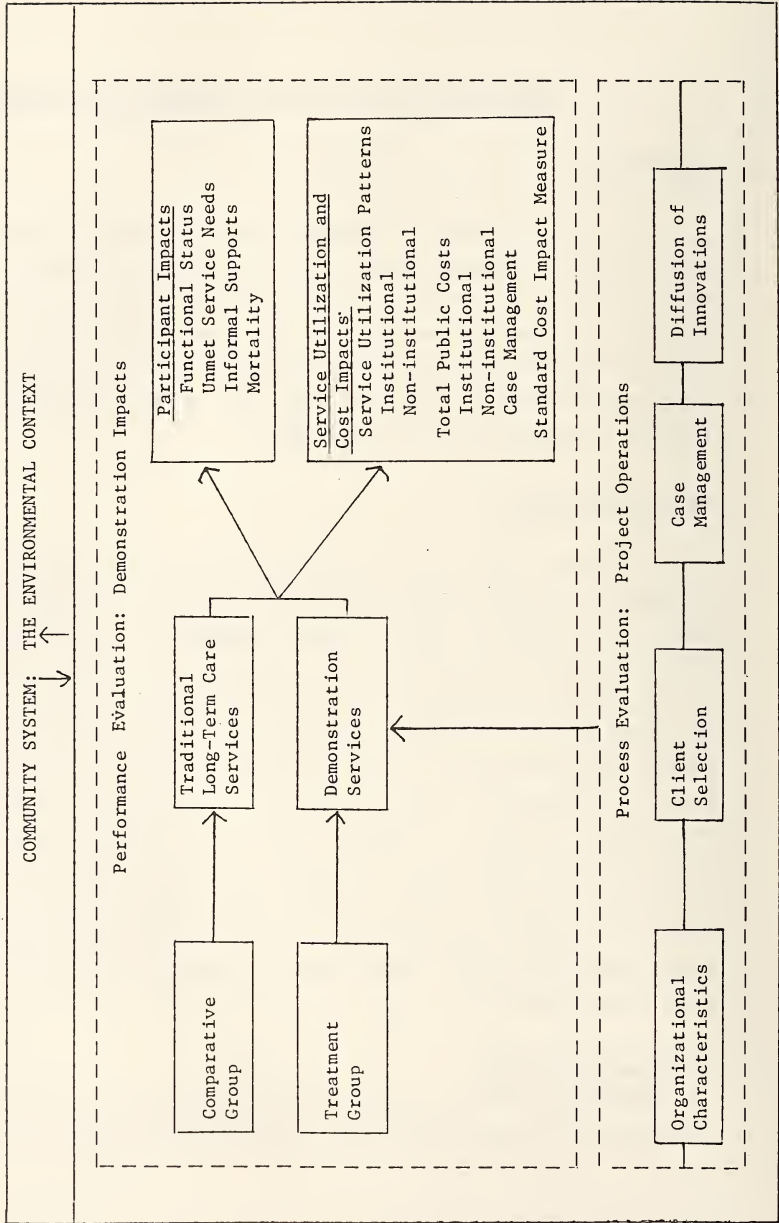 COMMUNITY SYSTEM: THE ENVIRONMENTAL CONTEXT
Performance Evaluation: Demonstration Impacts
Comparative
Group
Traditional
Long-Term Care
Services
Participant Impacts
Functional Status
Unmet Service Needs
Informal Supports
Mortality
Treatment
Group
Demonstration
Services
Service Utilization and
Cost Impacts
Service Utilization Patterns
Institutional
Non-institutional
Total Public Costs
Institutional
Non-institutional
Case Management
Standard Cost Impact Measure
Process Evaluation: Project Operations
Organizational
Characteristics
Client
Selection
Case
Management
Diffusion of
Innovations